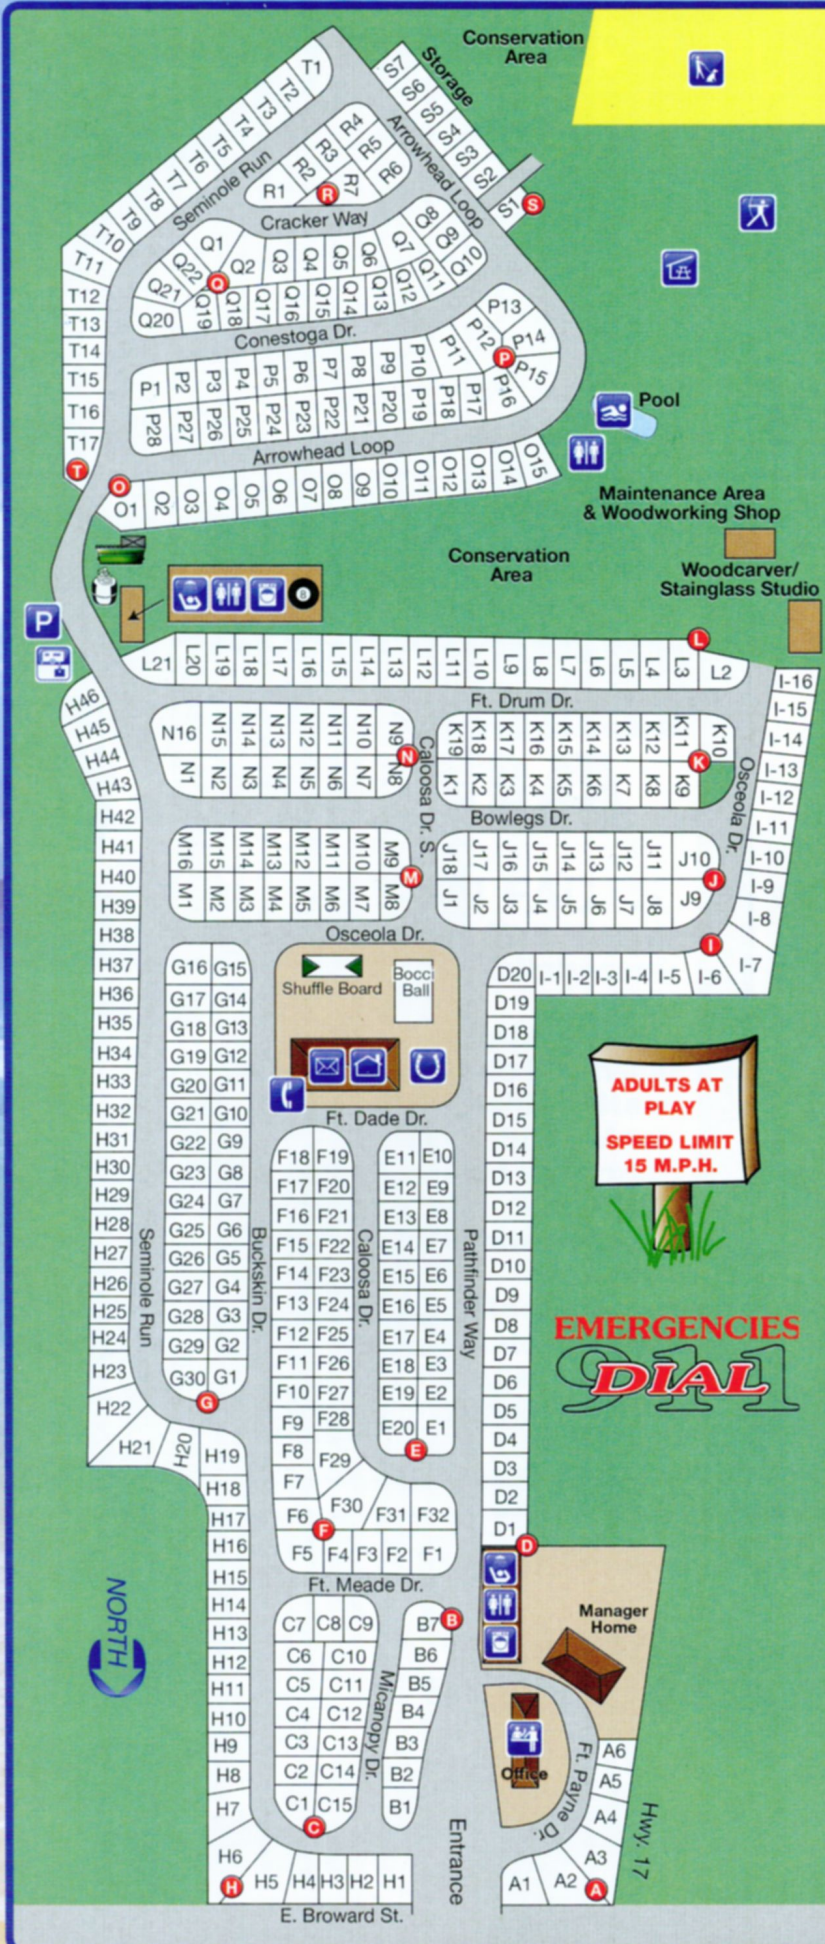 Conservation
Area
Storage
S7
S6
S5
S4
S3
S2
S1
S
T1
T2
T3
T4
T5
T6
T7
T8
T9
T10
T11
T12
T13
T14
T15
T16
T17
T
Seminole Run
Arrowhead Loop
R1
R2
R3
R4
R5
R6
R7
R
Cracker Way
Q1
Q2
Q3
Q4
Q5
Q6
Q7
Q8
Q9
Q10
Q11
Q12
Q13
Q14
Q15
Q16
Q17
Q18
Q19
Q20
Q21
Q22
Q
Conestoga Dr.
P1
P2
P3
P4
P5
P6
P7
P8
P9
P10
P11
P12
P13
P14
P15
P16
P17
P18
P19
P20
P21
P22
P23
P24
P25
P26
P27
P28
P
Arrowhead Loop
Pool
O
O1
O2
O3
O4
O5
O6
O7
O8
O9
O10
O11
O12
O13
O14
O15
Maintenance Area
& Woodworking Shop
Conservation
Area
Woodcarver/
Stainglass Studio
8
P
L
L21
L20
L19
L18
L17
L16
L15
L14
L13
L12
L11
L10
L9
L8
L7
L6
L5
L4
L3
L2
Ft. Drum Dr.
I-16
I-15
I-14
I-13
I-12
I-11
I-10
I-9
I-8
I-7
N16
N15
N14
N13
N12
N11
N10
N9
N1
N2
N3
N4
N5
N6
N7
N8
N
Caloosa Dr. S.
K19
K18
K17
K16
K15
K14
K13
K12
K11
K10
K1
K2
K3
K4
K5
K6
K7
K8
K9
K
Osceola Dr.
Bowlegs Dr.
M16
M15
M14
M13
M12
M11
M10
M9
M1
M2
M3
M4
M5
M6
M7
M8
M
J18
J17
J16
J15
J14
J13
J12
J11
J10
J1
J2
J3
J4
J5
J6
J7
J8
J9
J
Osceola Dr.
I
D20
I-1
I-2
I-3
I-4
I-5
I-6
H46
H45
H44
H43
H42
H41
H40
H39
H38
H37
H36
H35
H34
H33
H32
H31
H30
H29
H28
H27
H26
H25
H24
H23
H22
H21
H20
H19
H18
H17
H16
H15
H14
H13
H12
H11
H10
H9
H8
H7
H6
H5
H4
H3
H2
H1
H
Seminole Run
G16 G15
G17 G14
G18 G13
G19 G12
G20 G11
G21 G10
G22 G9
G23 G8
G24 G7
G25 G6
G26 G5
G27 G4
G28 G3
G29 G2
G30 G1
G
Buckskin Dr.
Shuffle Board
Bocci
Ball
Ft. Dade Dr.
F18 F19
F17 F20
F16 F21
F15 F22
F14 F23
F13 F24
F12 F25
F11 F26
F10 F27
F9 F28
F8 F29
F7
F6 F30 F31 F32
F
F5 F4 F3 F2 F1
Caloosa Dr.
E11 E10
E12 E9
E13 E8
E14 E7
E15 E6
E16 E5
E17 E4
E18 E3
E19 E2
E20 E1
E
Pathfinder Way
D19
D18
D17
D16
D15
D14
D13
D12
D11
D10
D9
D8
D7
D6
D5
D4
D3
D2
D1
D
ADULTS AT
PLAY
SPEED LIMIT
15 M.P.H.
EMERGENCIES
DIAL
911
Ft. Meade Dr.
NORTH
C7 C8 C9
C6 C10
C5 C11
C4 C12
C3 C13
C2 C14
C1 C15
C
Micanopy Dr.
B7
B
B6
B5
B4
B3
B2
B1
Manager
Home
Office
Ft. Payne Dr.
A6
A5
A4
A3
A2
A1
A
Hwy. 17
Entrance
E. Broward St.